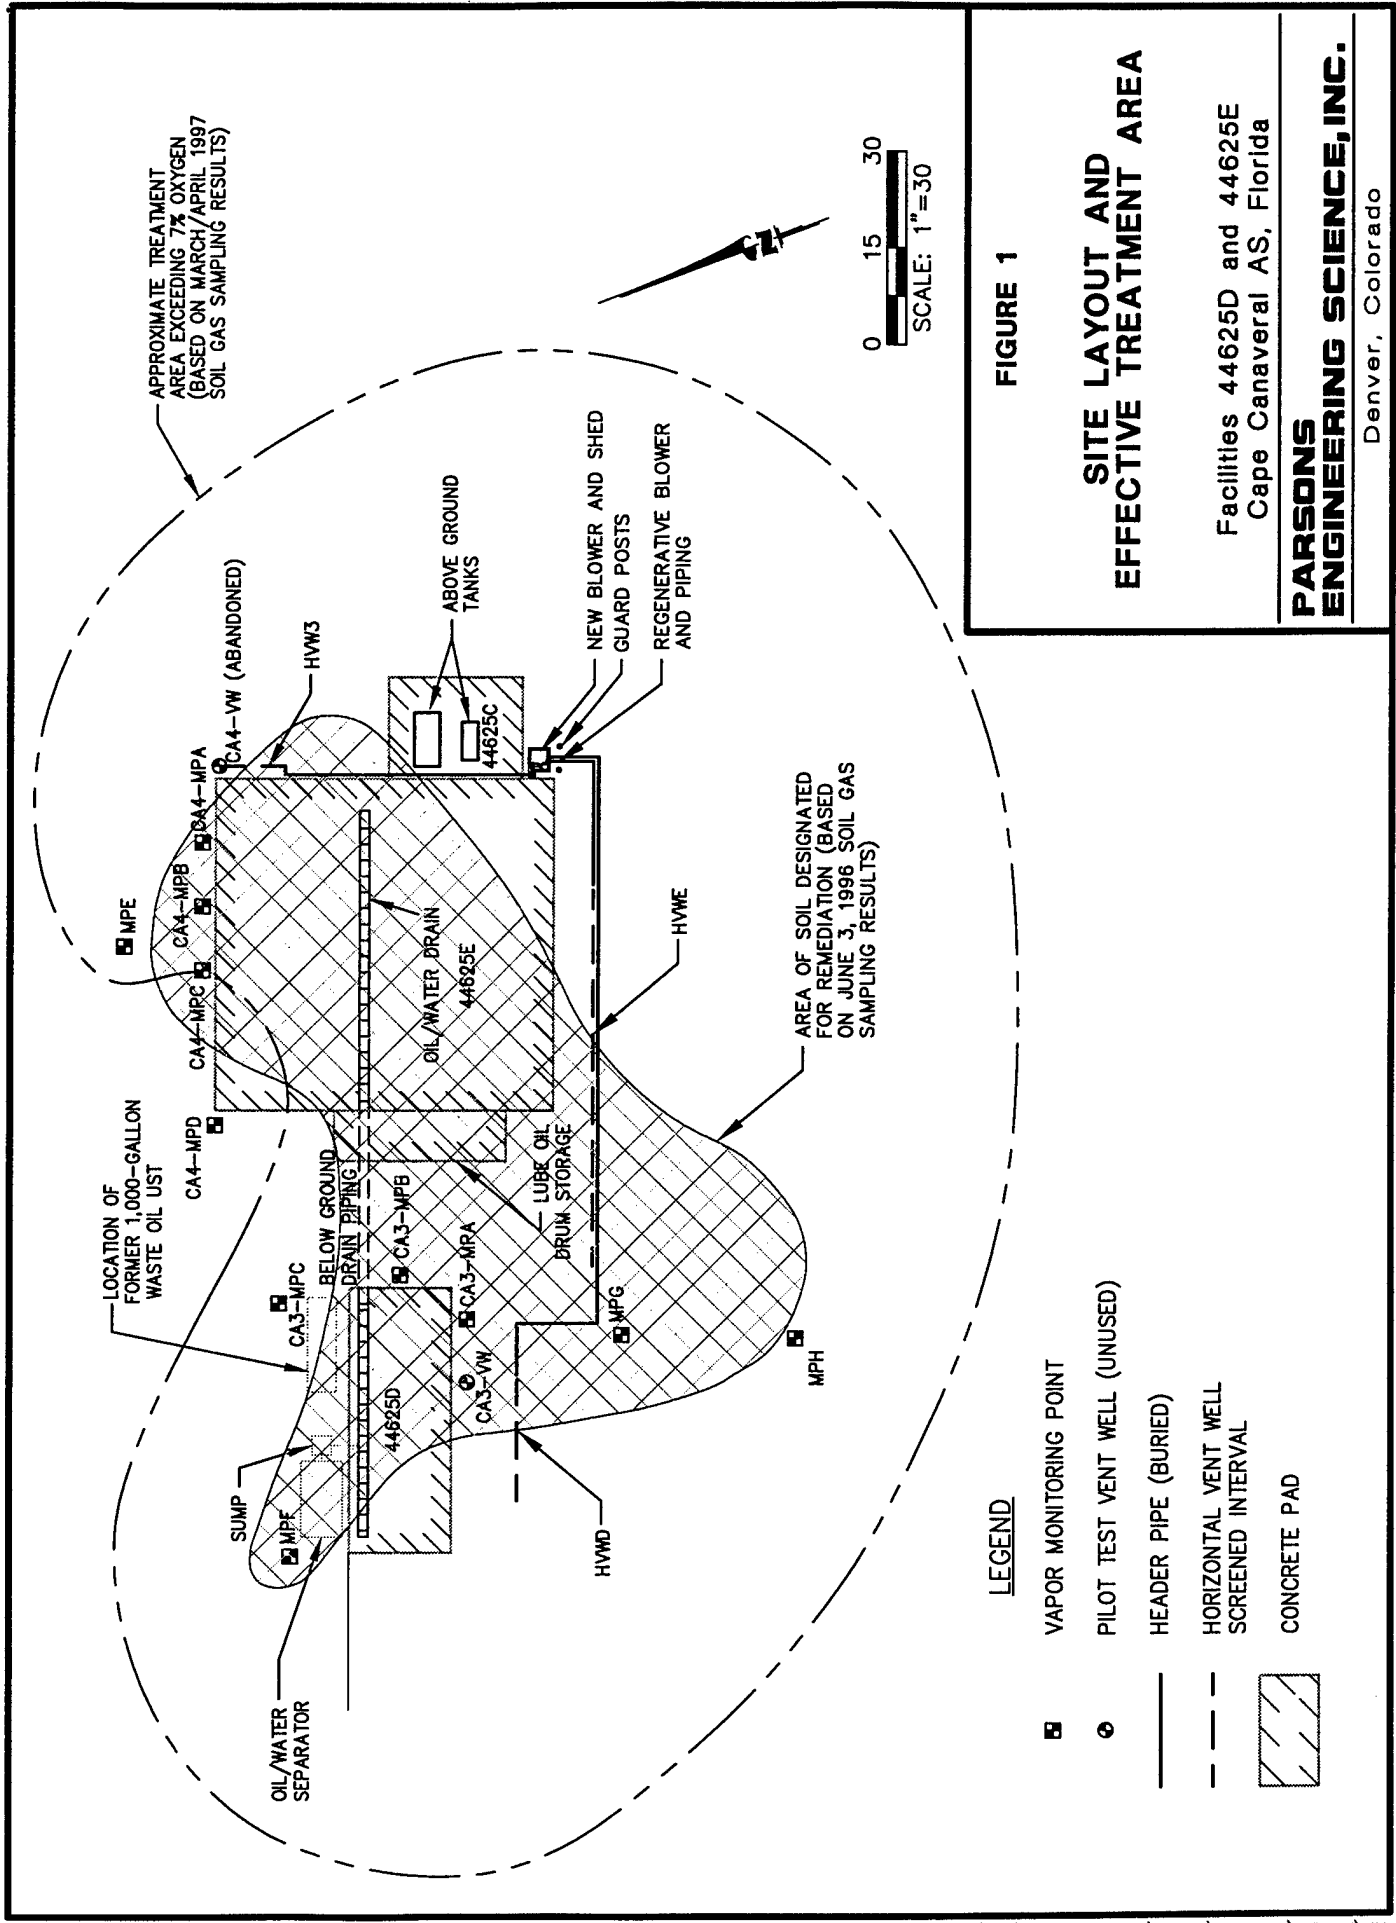 APPROXIMATE TREATMENT
AREA EXCEEDING 7% OXYGEN
(BASED ON MARCH/APRIL 1997
SOIL GAS SAMPLING RESULTS)
LOCATION OF
FORMER 1,000-GALLON
WASTE OIL UST
CA4-MPD
MPE
CA4-MPC
CA4-MPB
CA4-MPA
CA4-VW (ABANDONED)
HVW3
ABOVE GROUND
TANKS
44625C
NEW BLOWER AND SHED
GUARD POSTS
REGENERATIVE BLOWER
AND PIPING
OIL/WATER DRAIN
44625E
BELOW GROUND
DRAIN PIPING
LUBE OIL
DRUM STORAGE
CA3-MPC
CA3-MPB
CA3-MPA
CA3-VW
44625D
SUMP
MPF
OIL/WATER
SEPARATOR
HVWD
HVWE
MPG
MPH
AREA OF SOIL DESIGNATED
FOR REMEDIATION (BASED
ON JUNE 3, 1996 SOIL GAS
SAMPLING RESULTS)
N
0 15 30
SCALE: 1"=30
LEGEND
VAPOR MONITORING POINT
PILOT TEST VENT WELL (UNUSED)
HEADER PIPE (BURIED)
HORIZONTAL VENT WELL
SCREENED INTERVAL
CONCRETE PAD
FIGURE 1
SITE LAYOUT AND
EFFECTIVE TREATMENT AREA
Facilities 44625D and 44625E
Cape Canaveral AS, Florida
PARSONS
ENGINEERING SCIENCE, INC.
Denver, Colorado